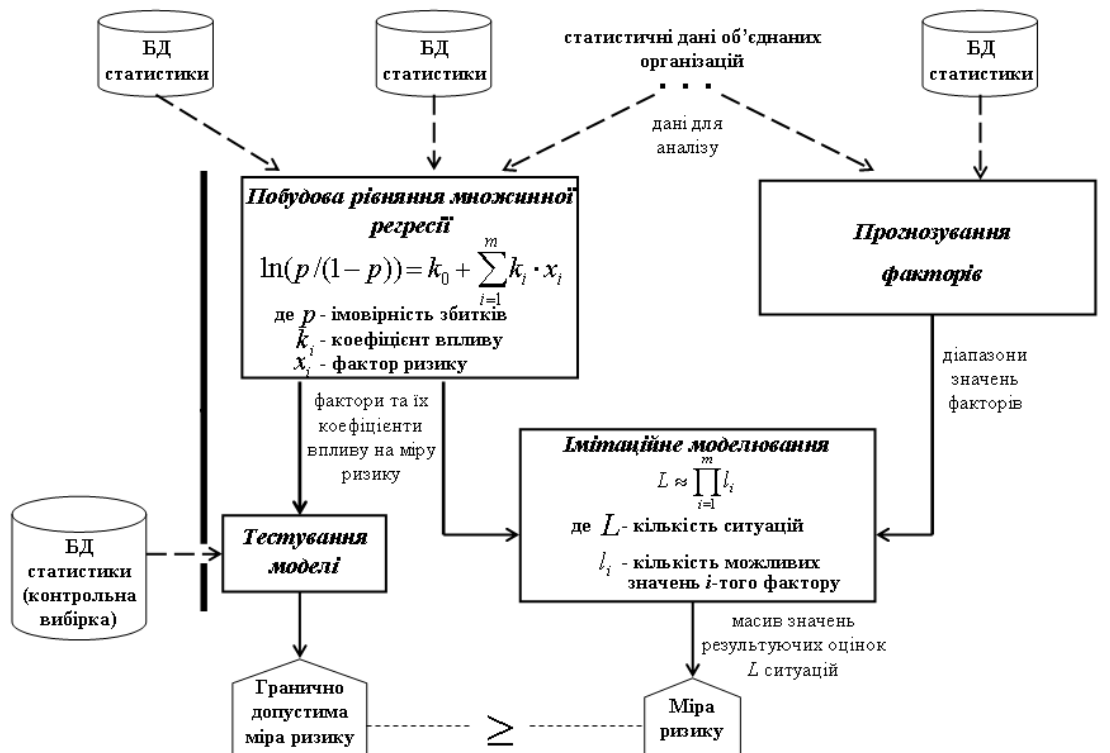 БД
статистики
БД
статистики
статистичні дані об’єднаних
організацій
. . .
БД
статистики
дані для
аналізу
Побудова рівняння множинної
регресії
ln(p/(1−p)) = k₀ + ∑ᵢ₌₁ᵐ kᵢ · xᵢ
де p - імовірність збитків
kᵢ - коефіцієнт впливу
xᵢ - фактор ризику
Прогнозування
факторів
фактори та їх
коефіцієнти
впливу на міру
ризику
діапазони
значень
факторів
Імітаційне моделювання
L ≈ ∏ᵢ₌₁ᵐ lᵢ
де L - кількість ситуацій
lᵢ - кількість можливих
значень і-того фактору
БД
статистики
(контрольна
вибірка)
Тестування
моделі
масив значень
результуючих оцінок
L ситуацій
Гранично
допустима
міра ризику
≥
Міра
ризику